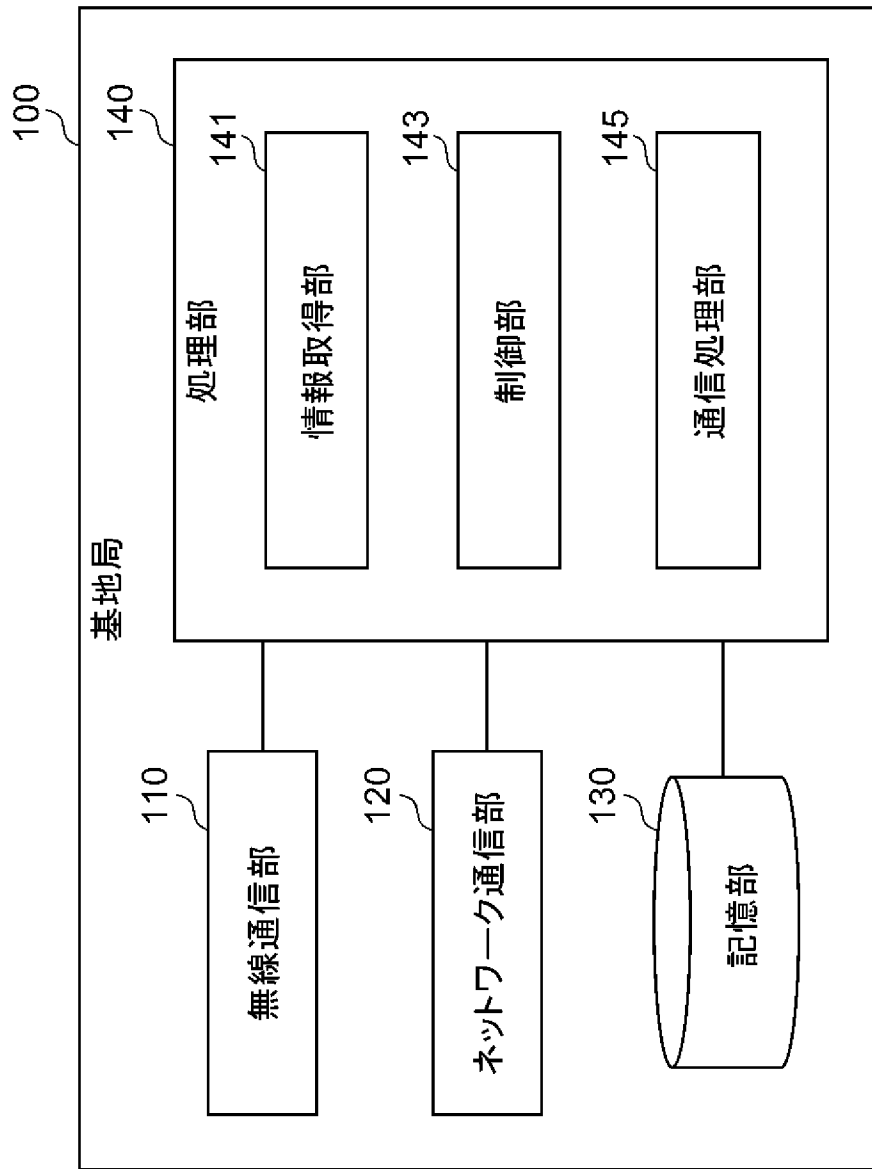 100
基地局
140
処理部
110
無線通信部
141
情報取得部
120
ネットワーク通信部
143
制御部
130
記憶部
145
通信処理部